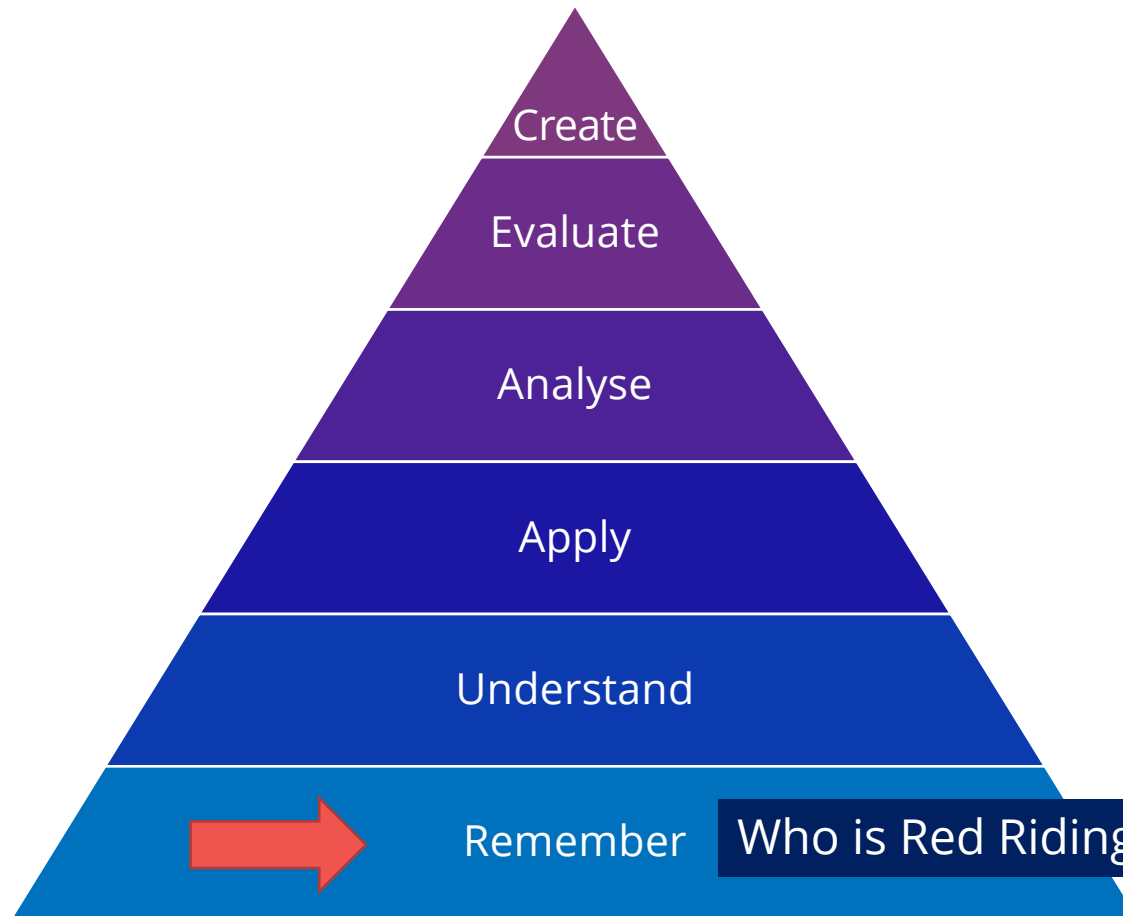 Create
Evaluate
Analyse
Apply
Understand
Remember
Who is Red Riding